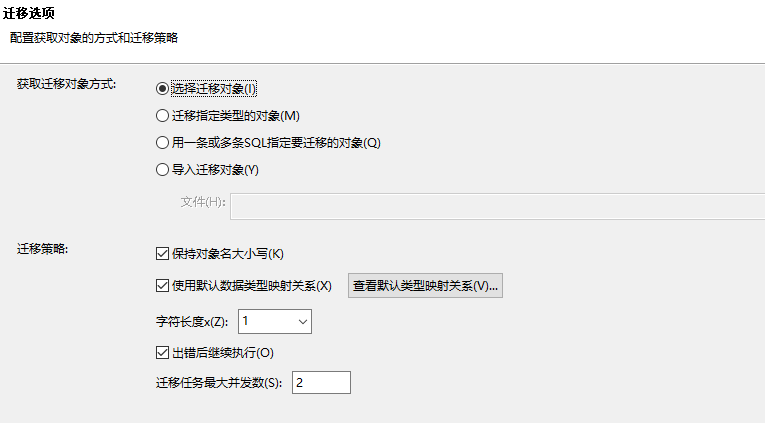 迁移选项
配置获取对象的方式和迁移策略
获取迁移对象方式: 选择迁移对象(I)
迁移指定类型的对象(M)
用一条或多条SQL指定要迁移的对象(Q)
导入迁移对象(Y)
文件(H):
迁移策略: 保持对象名大小写(K)
使用默认数据类型映射关系(X) 查看默认类型映射关系(V)...
字符长度x(Z): 1
出错后继续执行(O)
迁移任务最大并发数(S): 2